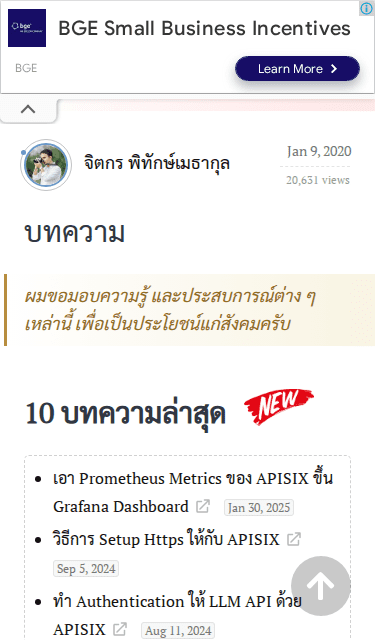 bge
BGE Small Business Incentives
BGE
Learn More
จิตกร พิทักษ์เมธากุล
Jan 9, 2020
20,631 views
บทความ
ผมขอมอบความรู้ และประสบการณ์ต่าง ๆ
เหล่านี้ เพื่อเป็นประโยชน์แก่สังคมครับ
10 บทความล่าสุด NEW
เอา Prometheus Metrics ของ APISIX ขึ้น
Grafana Dashboard Jan 30, 2025
วิธีการ Setup Https ให้กับ APISIX
Sep 5, 2024
ทำ Authentication ให้ LLM API ด้วย
APISIX Aug 11, 2024